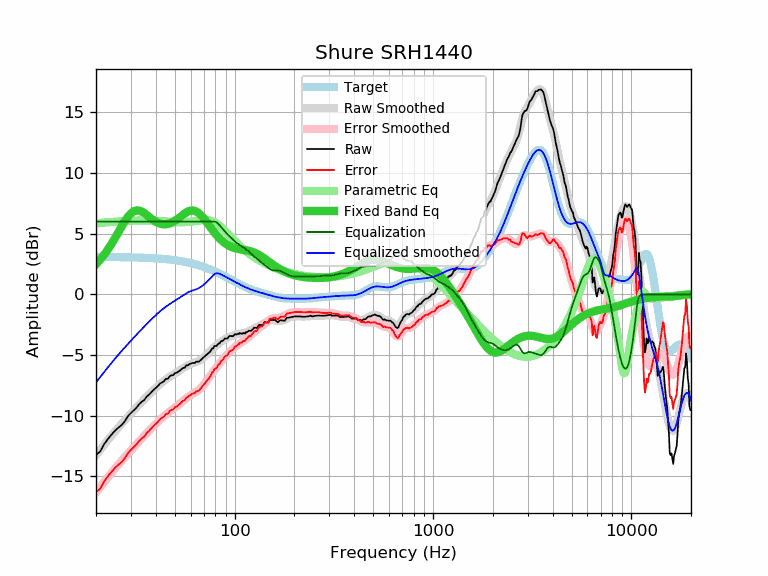 Shure SRH1440
Target
Raw Smoothed
Error Smoothed
Raw
Error
Parametric Eq
Fixed Band Eq
Equalization
Equalized smoothed
15
10
5
0
−5
−10
−15
Amplitude (dBr)
100 1000 10000
Frequency (Hz)